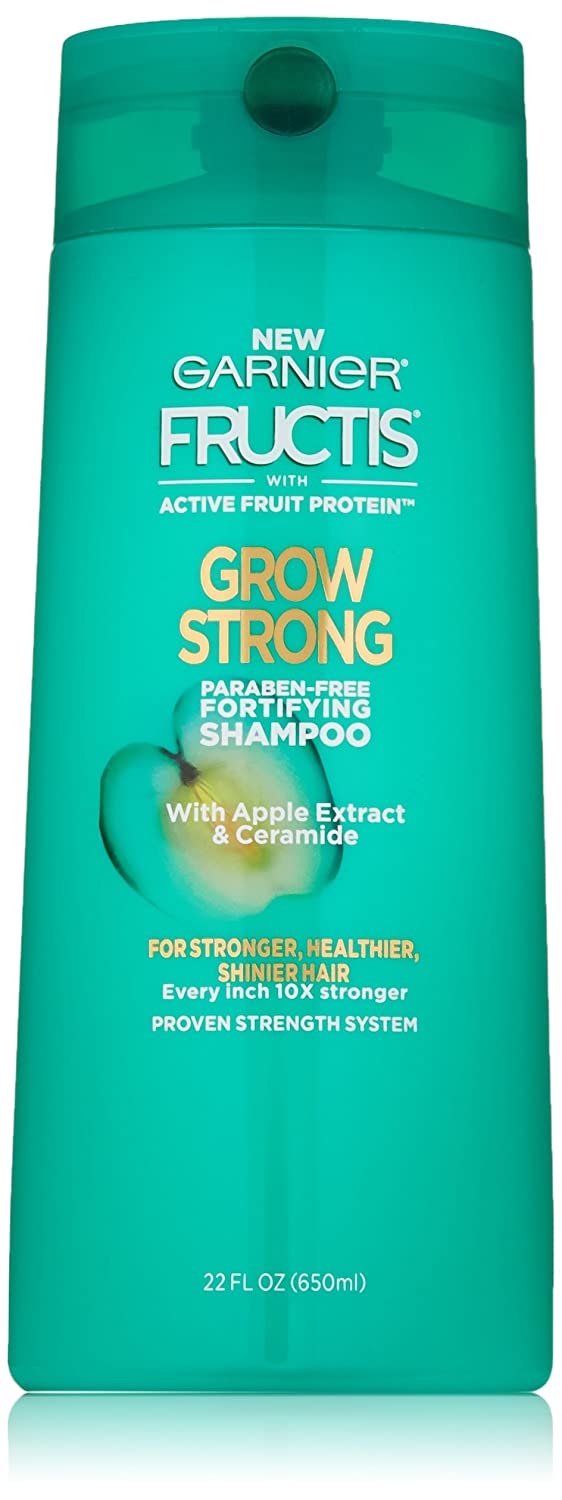 NEW
GARNIER®
FRUCTIS®
WITH
ACTIVE FRUIT PROTEIN™
GROW
STRONG
PARABEN-FREE
FORTIFYING
SHAMPOO
With Apple Extract
& Ceramide
FOR STRONGER, HEALTHIER,
SHINIER HAIR
Every inch 10X stronger
PROVEN STRENGTH SYSTEM
22 FL OZ (650ml)